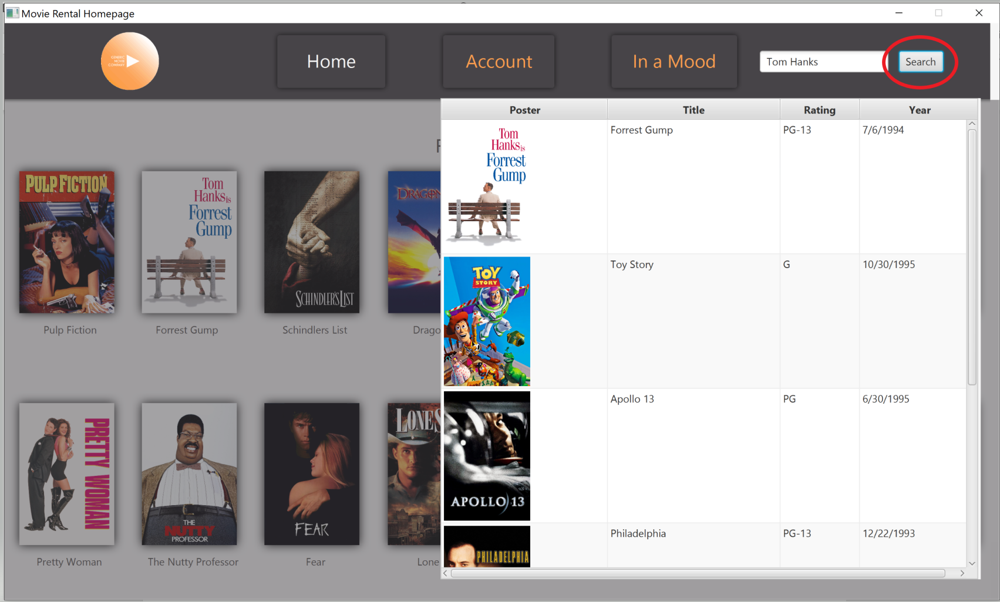 Movie Rental Homepage
GENERIC
MOVIE
COMPANY
Home
Account
In a Mood
Tom Hanks
Search
Poster
Title
Rating
Year
Tom
Hanks is
Forrest
Gump
Forrest Gump
PG-13
7/6/1994
TOY
STORY
Toy Story
G
10/30/1995
APOLLO 13
Apollo 13
PG
6/30/1995
PHILADELPHIA
Philadelphia
PG-13
12/22/1993
PULP FICTION
Pulp Fiction
Tom
Hanks is
Forrest
Gump
Forrest Gump
SCHINDLER'S LIST
Schindlers List
DRAGON
Drago
PRETTY WOMAN
Pretty Woman
THE
NUTTY
PROFESSOR
The Nutty Professor
FEAR
Fear
LONES
Lone